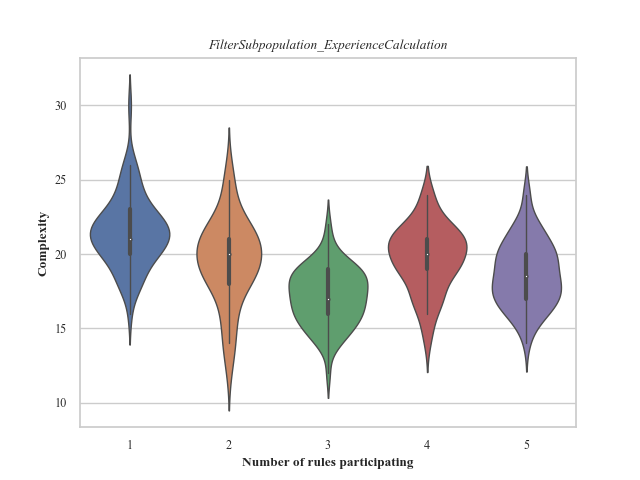 FilterSubpopulation_ExperienceCalculation
Complexity
30
25
20
15
10
1 2 3 4 5
Number of rules participating